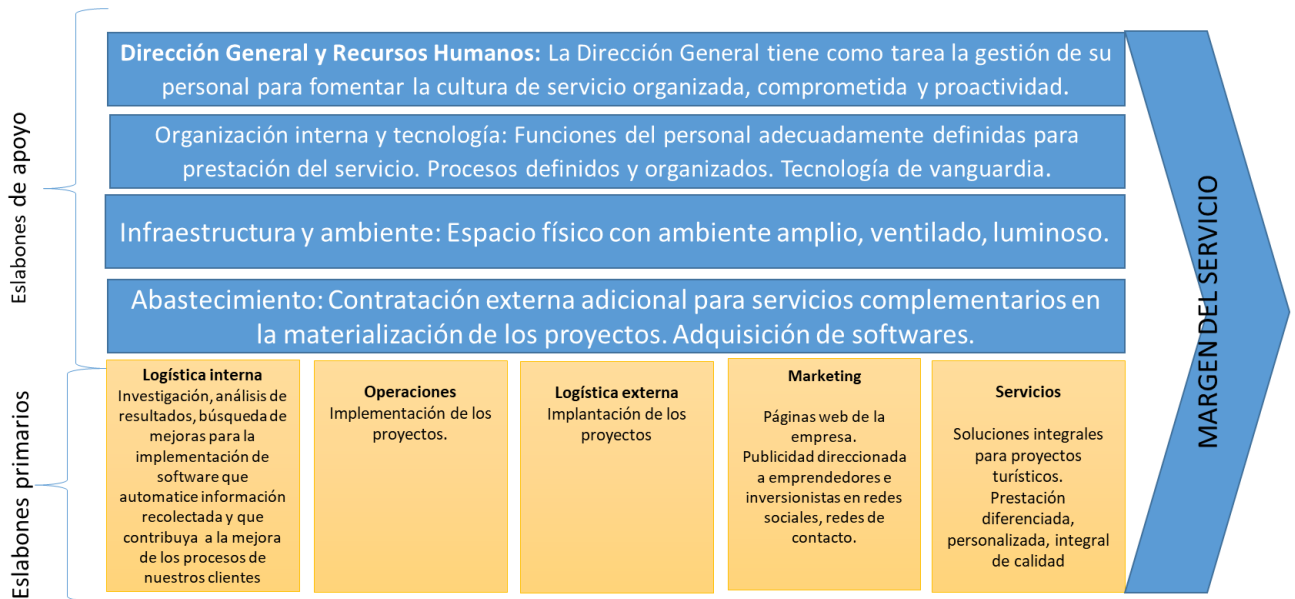 Eslabones de apoyo
Dirección General y Recursos Humanos: La Dirección General tiene como tarea la gestión de su
personal para fomentar la cultura de servicio organizada, comprometida y proactividad.
Organización interna y tecnología: Funciones del personal adecuadamente definidas para
prestación del servicio. Procesos definidos y organizados. Tecnología de vanguardia.
Infraestructura y ambiente: Espacio físico con ambiente amplio, ventilado, luminoso.
Abastecimiento: Contratación externa adicional para servicios complementarios en
la materialización de los proyectos. Adquisición de softwares.
Eslabones primarios
Logística interna
Investigación, análisis de
resultados, búsqueda de
mejoras para la
implementación de
software que
automatice información
recolectada y que
contribuya a la mejora
de los procesos de
nuestros clientes
Operaciones
Implementación de los
proyectos.
Logística externa
Implantación de los
proyectos
Marketing
Páginas web de la
empresa.
Publicidad direccionada
a emprendedores e
inversionistas en redes
sociales, redes de
contacto.
Servicios
Soluciones integrales
para proyectos
turísticos.
Prestación
diferenciada,
personalizada, integral
de calidad
MARGEN DEL SERVICIO